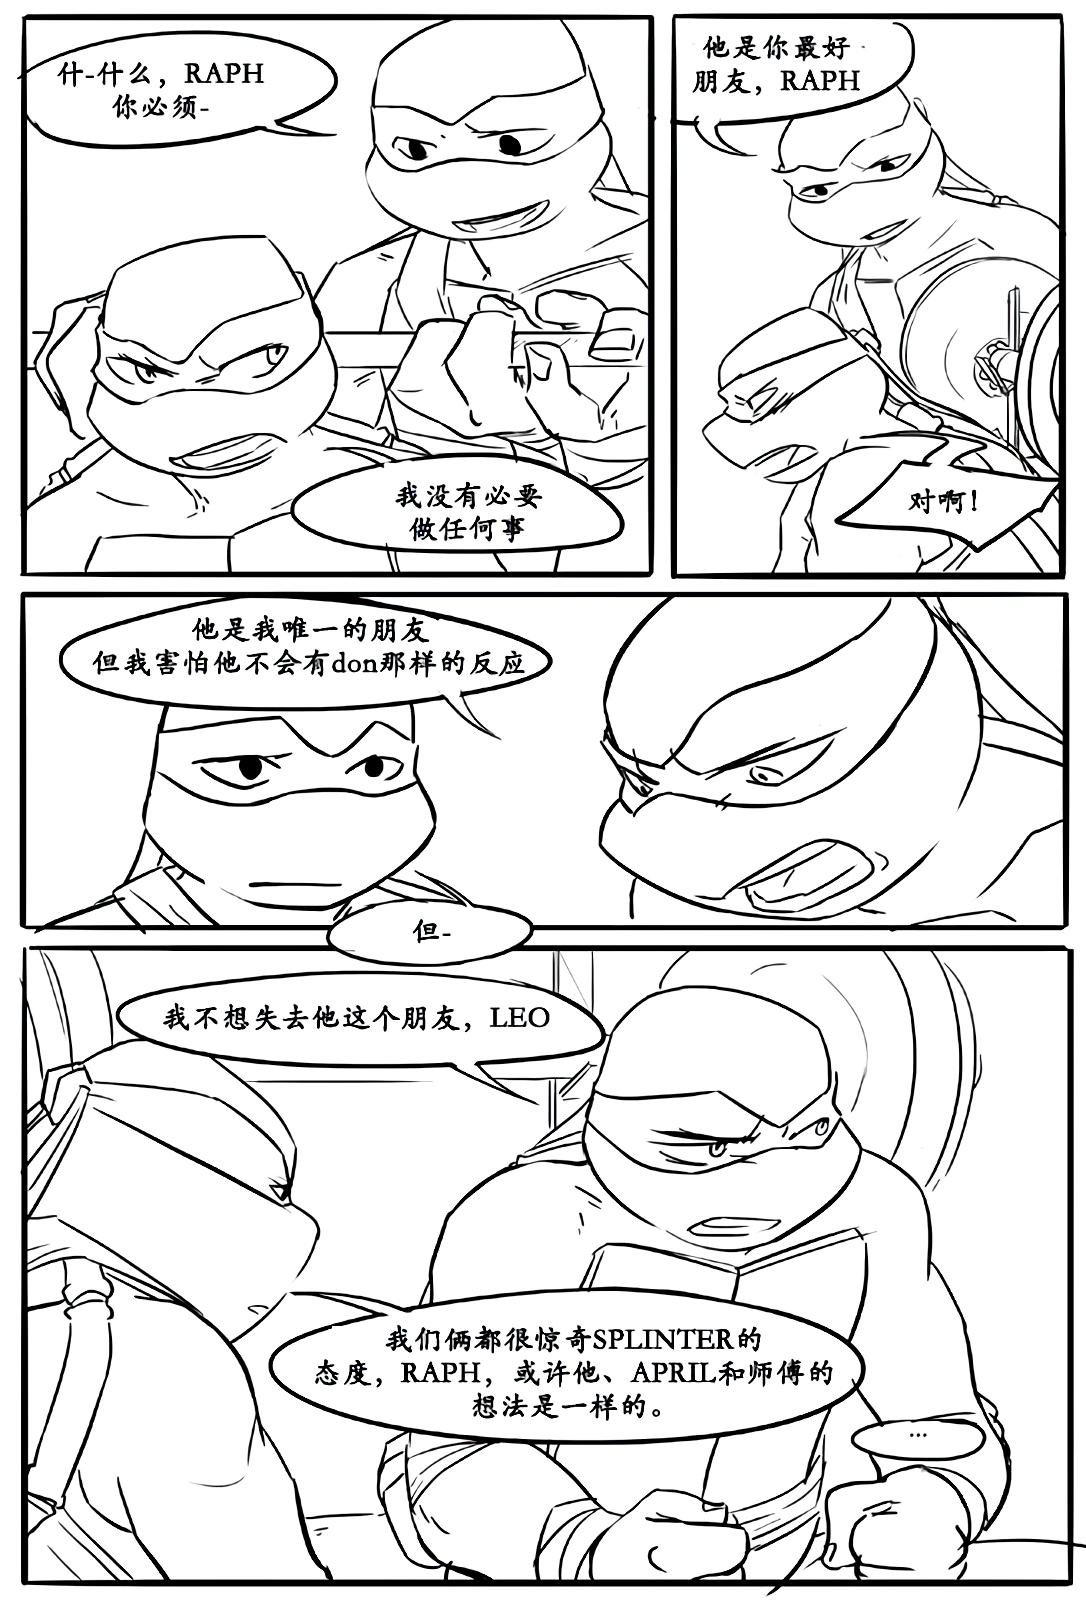 什-什么，RAPH
你必须-
我没有必要
做任何事
他是你最好
朋友，RAPH
对啊！
他是我唯一的朋友
但我害怕他不会有don那样的反应
但-
我不想失去他这个朋友，LEO
我们俩都很惊奇SPLINTER的
态度，RAPH，或许他、APRIL和师傅的
想法是一样的。
...